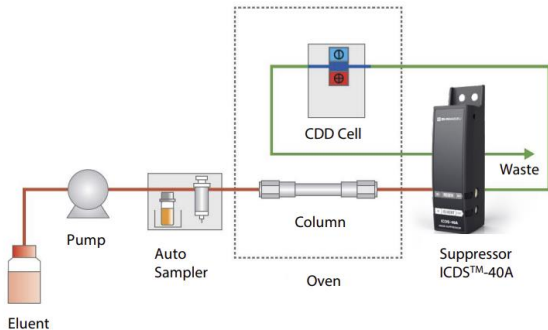 CDD Cell
Waste
Pump
Auto
Sampler
Column
Suppressor
ICDS™-40A
Oven
Eluent